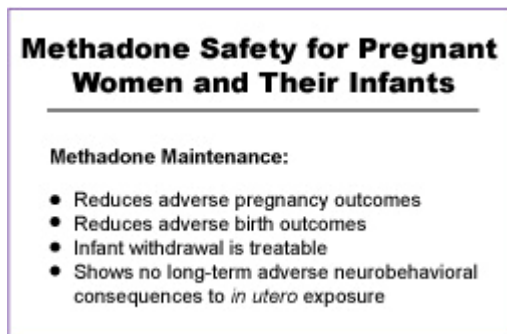 Methadone Safety for Pregnant
Women and Their Infants
Methadone Maintenance:
● Reduces adverse pregnancy outcomes
● Reduces adverse birth outcomes
● Infant withdrawal is treatable
● Shows no long-term adverse neurobehavioral
consequences to in utero exposure